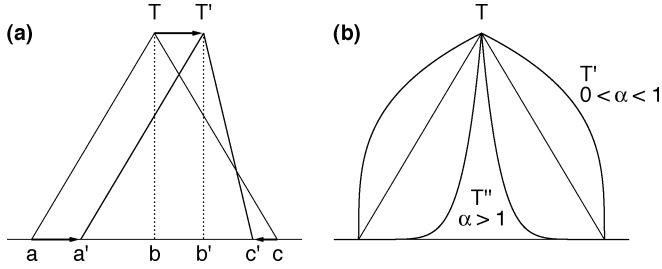 (a)
T T'
a a' b b' c' c
(b)
T
T'
0 < α < 1
T"
α > 1